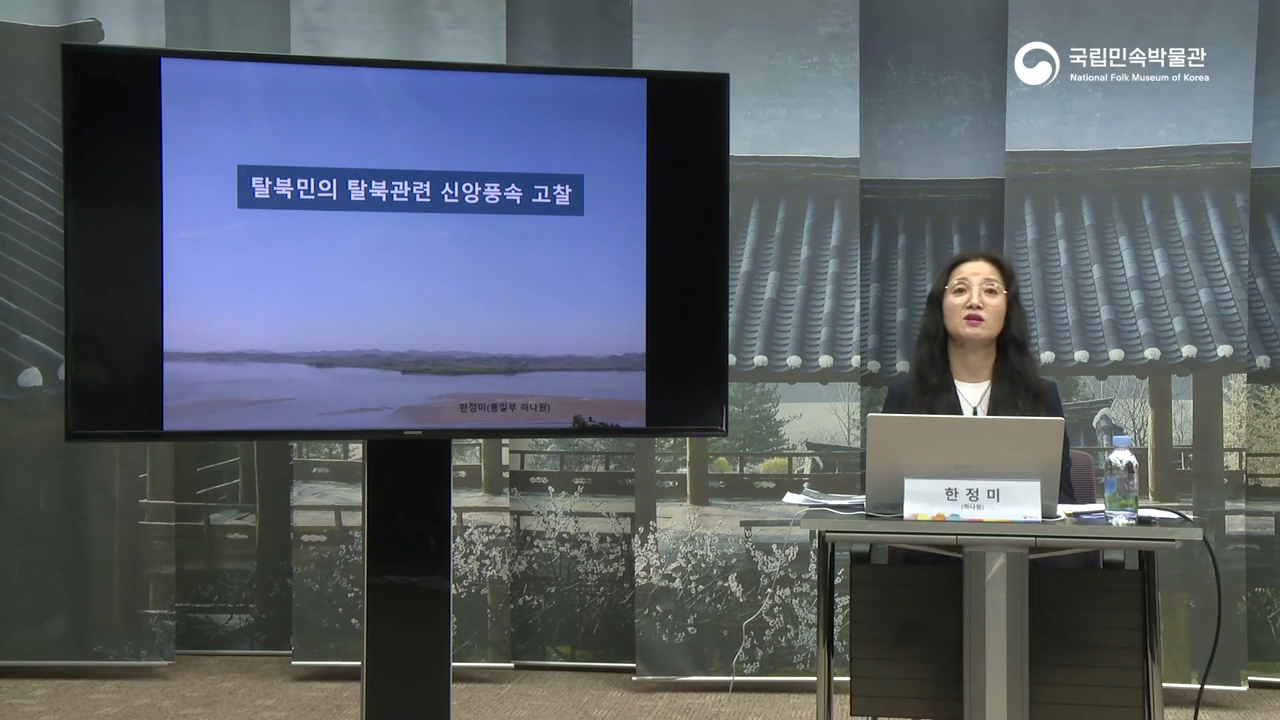 국립민속박물관
National Folk Museum of Korea
탈북민의 탈북관련 신앙풍속 고찰
한정미(통일부 하나원)
SAMSUNG
한정미
(하나원)